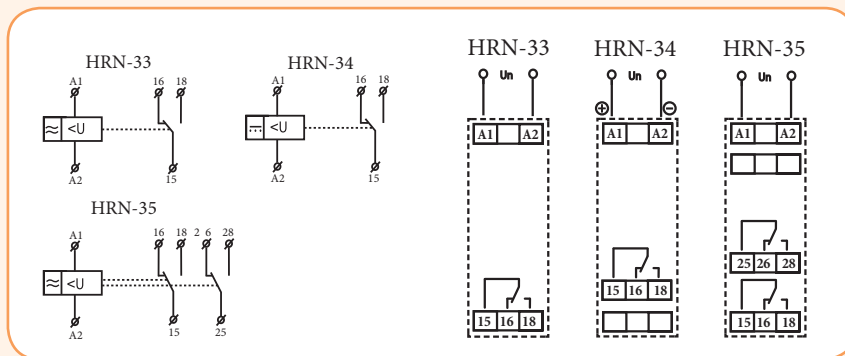 HRN-33
A1
16 18
≂ <U
A2
15
HRN-34
A1
16 18
⎓ <U
A2
15
HRN-35
A1
16 18 2 6 28
≂ <U
A2
15 25
HRN-33
Un
A1 A2
15 16 18
HRN-34
Un
⊕ ⊖
A1 A2
15 16 18
HRN-35
Un
A1 A2
25 26 28
15 16 18